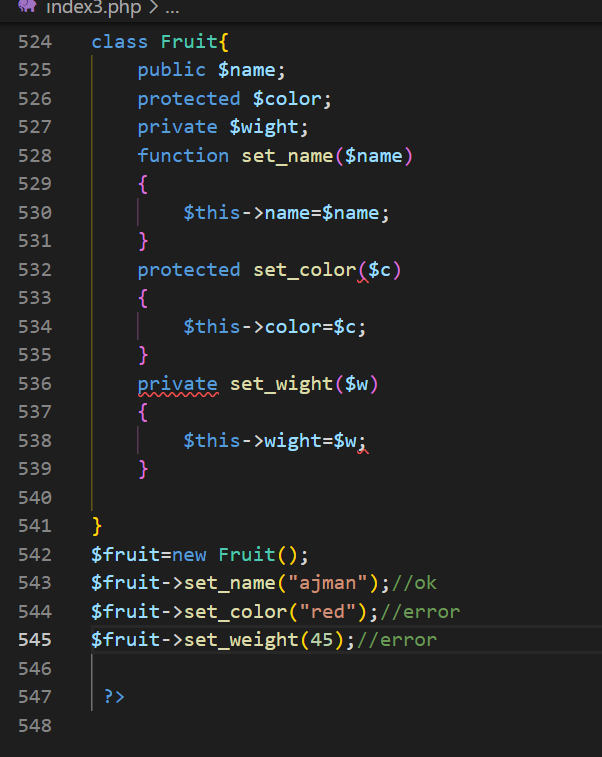 index3.php > ...
524 class Fruit{
525 public $name;
526 protected $color;
527 private $wight;
528 function set_name($name)
529 {
530 $this->name=$name;
531 }
532 protected set_color($c)
533 {
534 $this->color=$c;
535 }
536 private set_wight($w)
537 {
538 $this->wight=$w;
539 }
540
541 }
542 $fruit=new Fruit();
543 $fruit->set_name("ajman");//ok
544 $fruit->set_color("red");//error
545 $fruit->set_weight(45);//error
546
547 ?>
548